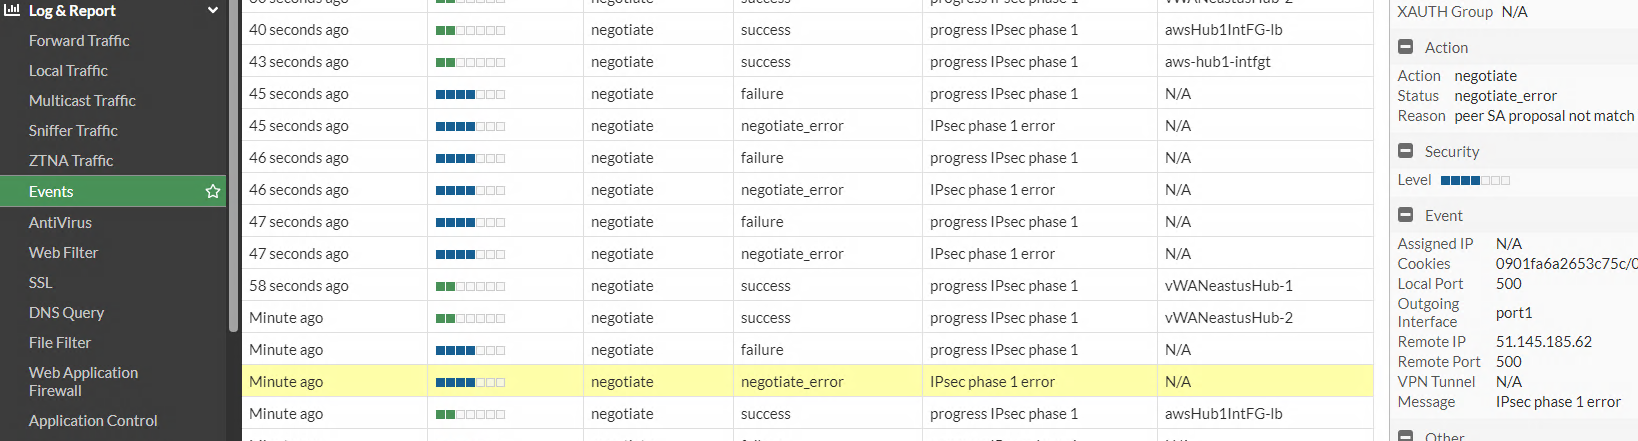 Log & Report
Forward Traffic
Local Traffic
Multicast Traffic
Sniffer Traffic
ZTNA Traffic
Events
AntiVirus
Web Filter
SSL
DNS Query
File Filter
Web Application
Firewall
Application Control
40 seconds ago negotiate success progress IPsec phase 1 awsHub1IntFG-lb
43 seconds ago negotiate success progress IPsec phase 1 aws-hub1-intfgt
45 seconds ago negotiate failure progress IPsec phase 1 N/A
45 seconds ago negotiate negotiate_error IPsec phase 1 error N/A
46 seconds ago negotiate failure progress IPsec phase 1 N/A
46 seconds ago negotiate negotiate_error IPsec phase 1 error N/A
47 seconds ago negotiate failure progress IPsec phase 1 N/A
47 seconds ago negotiate negotiate_error IPsec phase 1 error N/A
58 seconds ago negotiate success progress IPsec phase 1 vWANeastusHub-1
Minute ago negotiate success progress IPsec phase 1 vWANeastusHub-2
Minute ago negotiate failure progress IPsec phase 1 N/A
Minute ago negotiate negotiate_error IPsec phase 1 error N/A
Minute ago negotiate success progress IPsec phase 1 awsHub1IntFG-lb
XAUTH Group N/A
Action
Action negotiate
Status negotiate_error
Reason peer SA proposal not match
Security
Level
Event
Assigned IP N/A
Cookies 0901fa6a2653c75c/0
Local Port 500
Outgoing
Interface port1
Remote IP 51.145.185.62
Remote Port 500
VPN Tunnel N/A
Message IPsec phase 1 error
Other